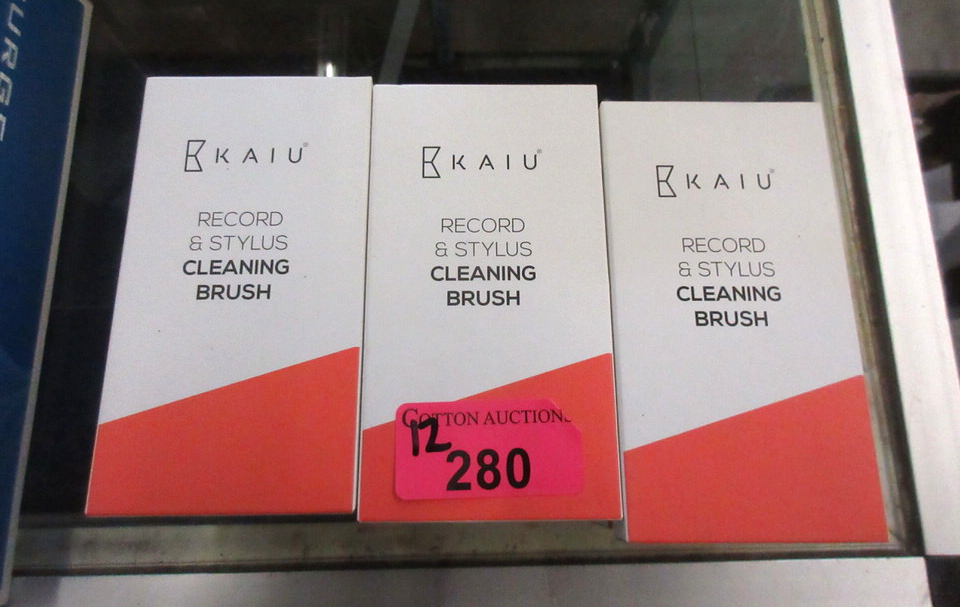 KAIU®
RECORD
& STYLUS
CLEANING
BRUSH
KAIU®
RECORD
& STYLUS
CLEANING
BRUSH
COTTON AUCTIONS
12
280
KAIU®
RECORD
& STYLUS
CLEANING
BRUSH